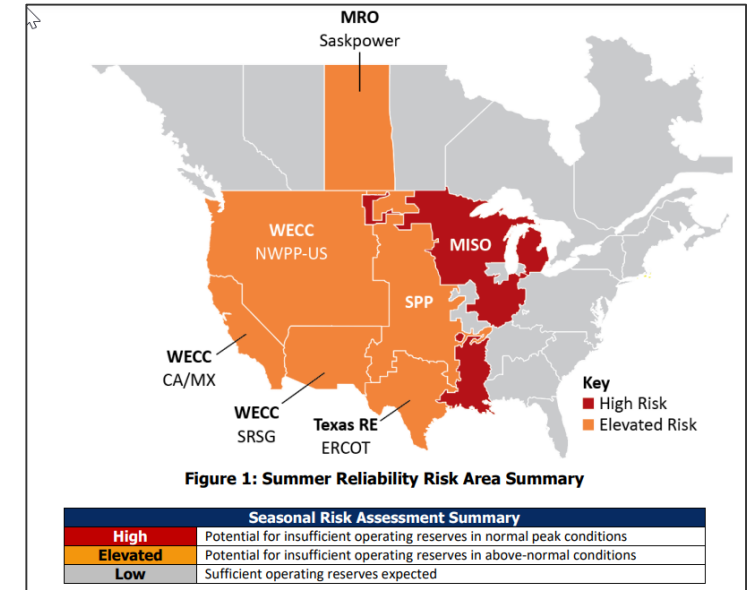 MRO
Saskpower
WECC
NWPP-US
MISO
SPP
WECC
CA/MX
WECC
SRSG
Texas RE
ERCOT
Key
High Risk
Elevated Risk
Figure 1: Summer Reliability Risk Area Summary
Seasonal Risk Assessment Summary
High Potential for insufficient operating reserves in normal peak conditions
Elevated Potential for insufficient operating reserves in above-normal conditions
Low Sufficient operating reserves expected